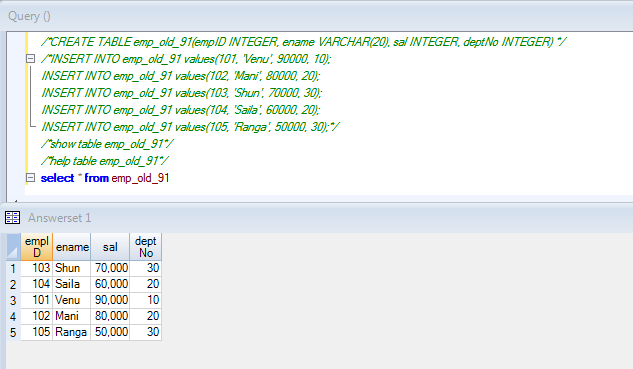 Query ()
/*CREATE TABLE emp_old_91(empID INTEGER, ename VARCHAR(20), sal INTEGER, deptNo INTEGER) */
/*INSERT INTO emp_old_91 values(101, 'Venu', 90000, 10);
INSERT INTO emp_old_91 values(102, 'Mani', 80000, 20);
INSERT INTO emp_old_91 values(103, 'Shun', 70000, 30);
INSERT INTO emp_old_91 values(104, 'Saila', 60000, 20);
INSERT INTO emp_old_91 values(105, 'Ranga', 50000, 30);*/
/*show table emp_old_91*/
/*help table emp_old_91*/
select * from emp_old_91
Answerset 1
empI
D ename sal dept
No
1 103 Shun 70,000 30
2 104 Saila 60,000 20
3 101 Venu 90,000 10
4 102 Mani 80,000 20
5 105 Ranga 50,000 30